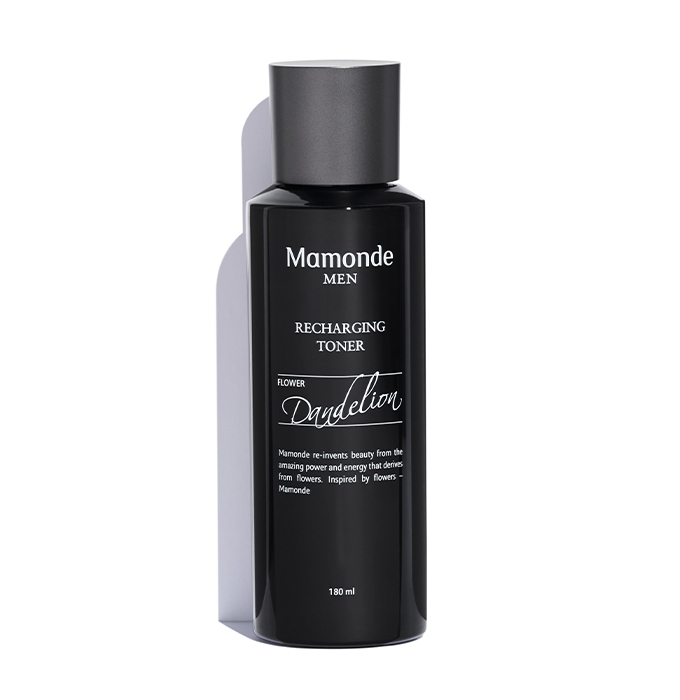 Mamonde
MEN
RECHARGING
TONER
FLOWER
Dandelion
Mamonde re-invents beauty from the
amazing power and energy that derives
from flowers. Inspired by flowers –
Mamonde
180 ml